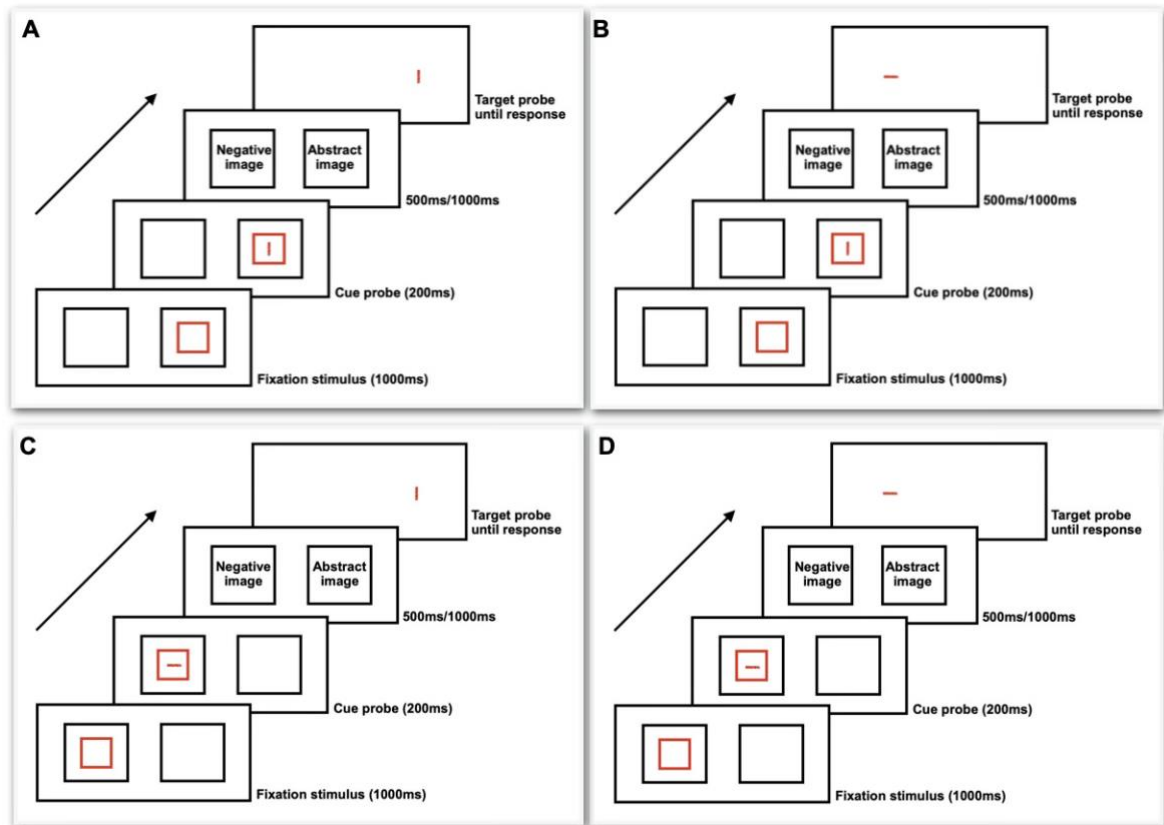 A
Target probe
until response
Negative
image
Abstract
image
500ms/1000ms
Cue probe (200ms)
Fixation stimulus (1000ms)
B
Target probe
until response
Negative
image
Abstract
image
500ms/1000ms
Cue probe (200ms)
Fixation stimulus (1000ms)
C
Target probe
until response
Negative
image
Abstract
image
500ms/1000ms
Cue probe (200ms)
Fixation stimulus (1000ms)
D
Target probe
until response
Negative
image
Abstract
image
500ms/1000ms
Cue probe (200ms)
Fixation stimulus (1000ms)